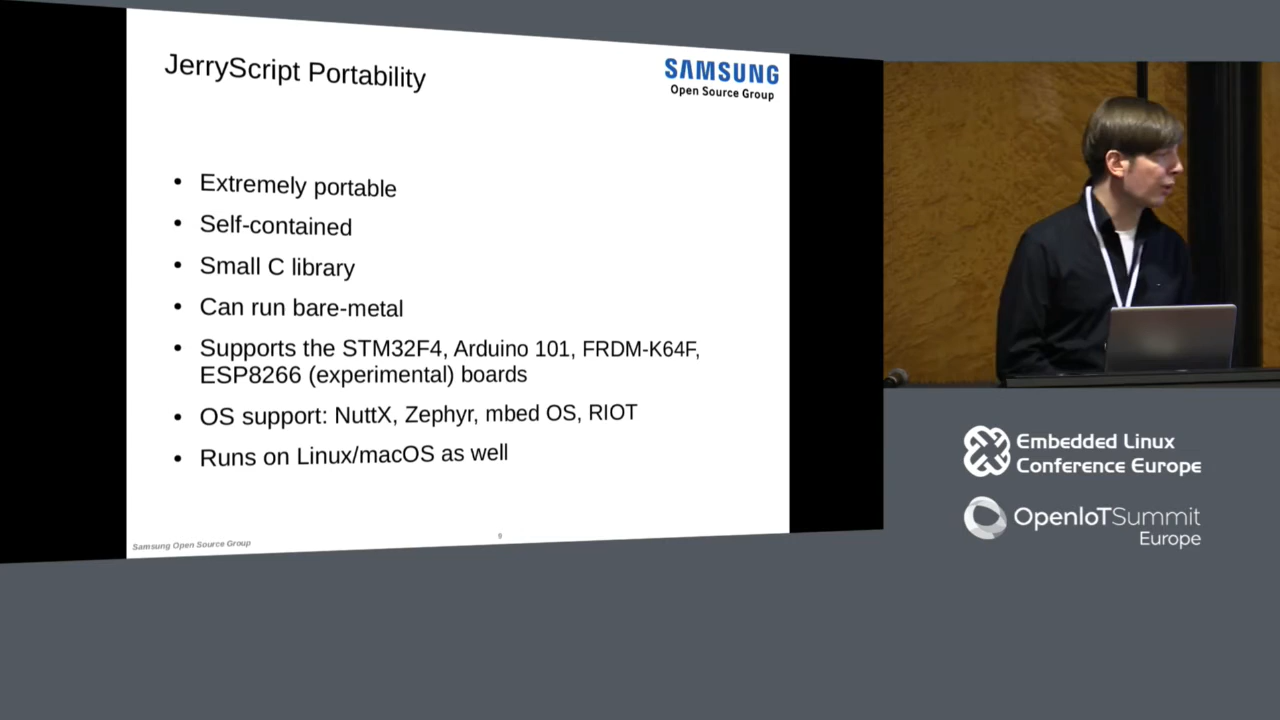 JerryScript Portability
SAMSUNG
Open Source Group
• Extremely portable
• Self-contained
• Small C library
• Can run bare-metal
• Supports the STM32F4, Arduino 101, FRDM-K64F,
ESP8266 (experimental) boards
• OS support: NuttX, Zephyr, mbed OS, RIOT
• Runs on Linux/macOS as well
Samsung Open Source Group
9
Embedded Linux
Conference Europe
OpenIoTSummit
Europe